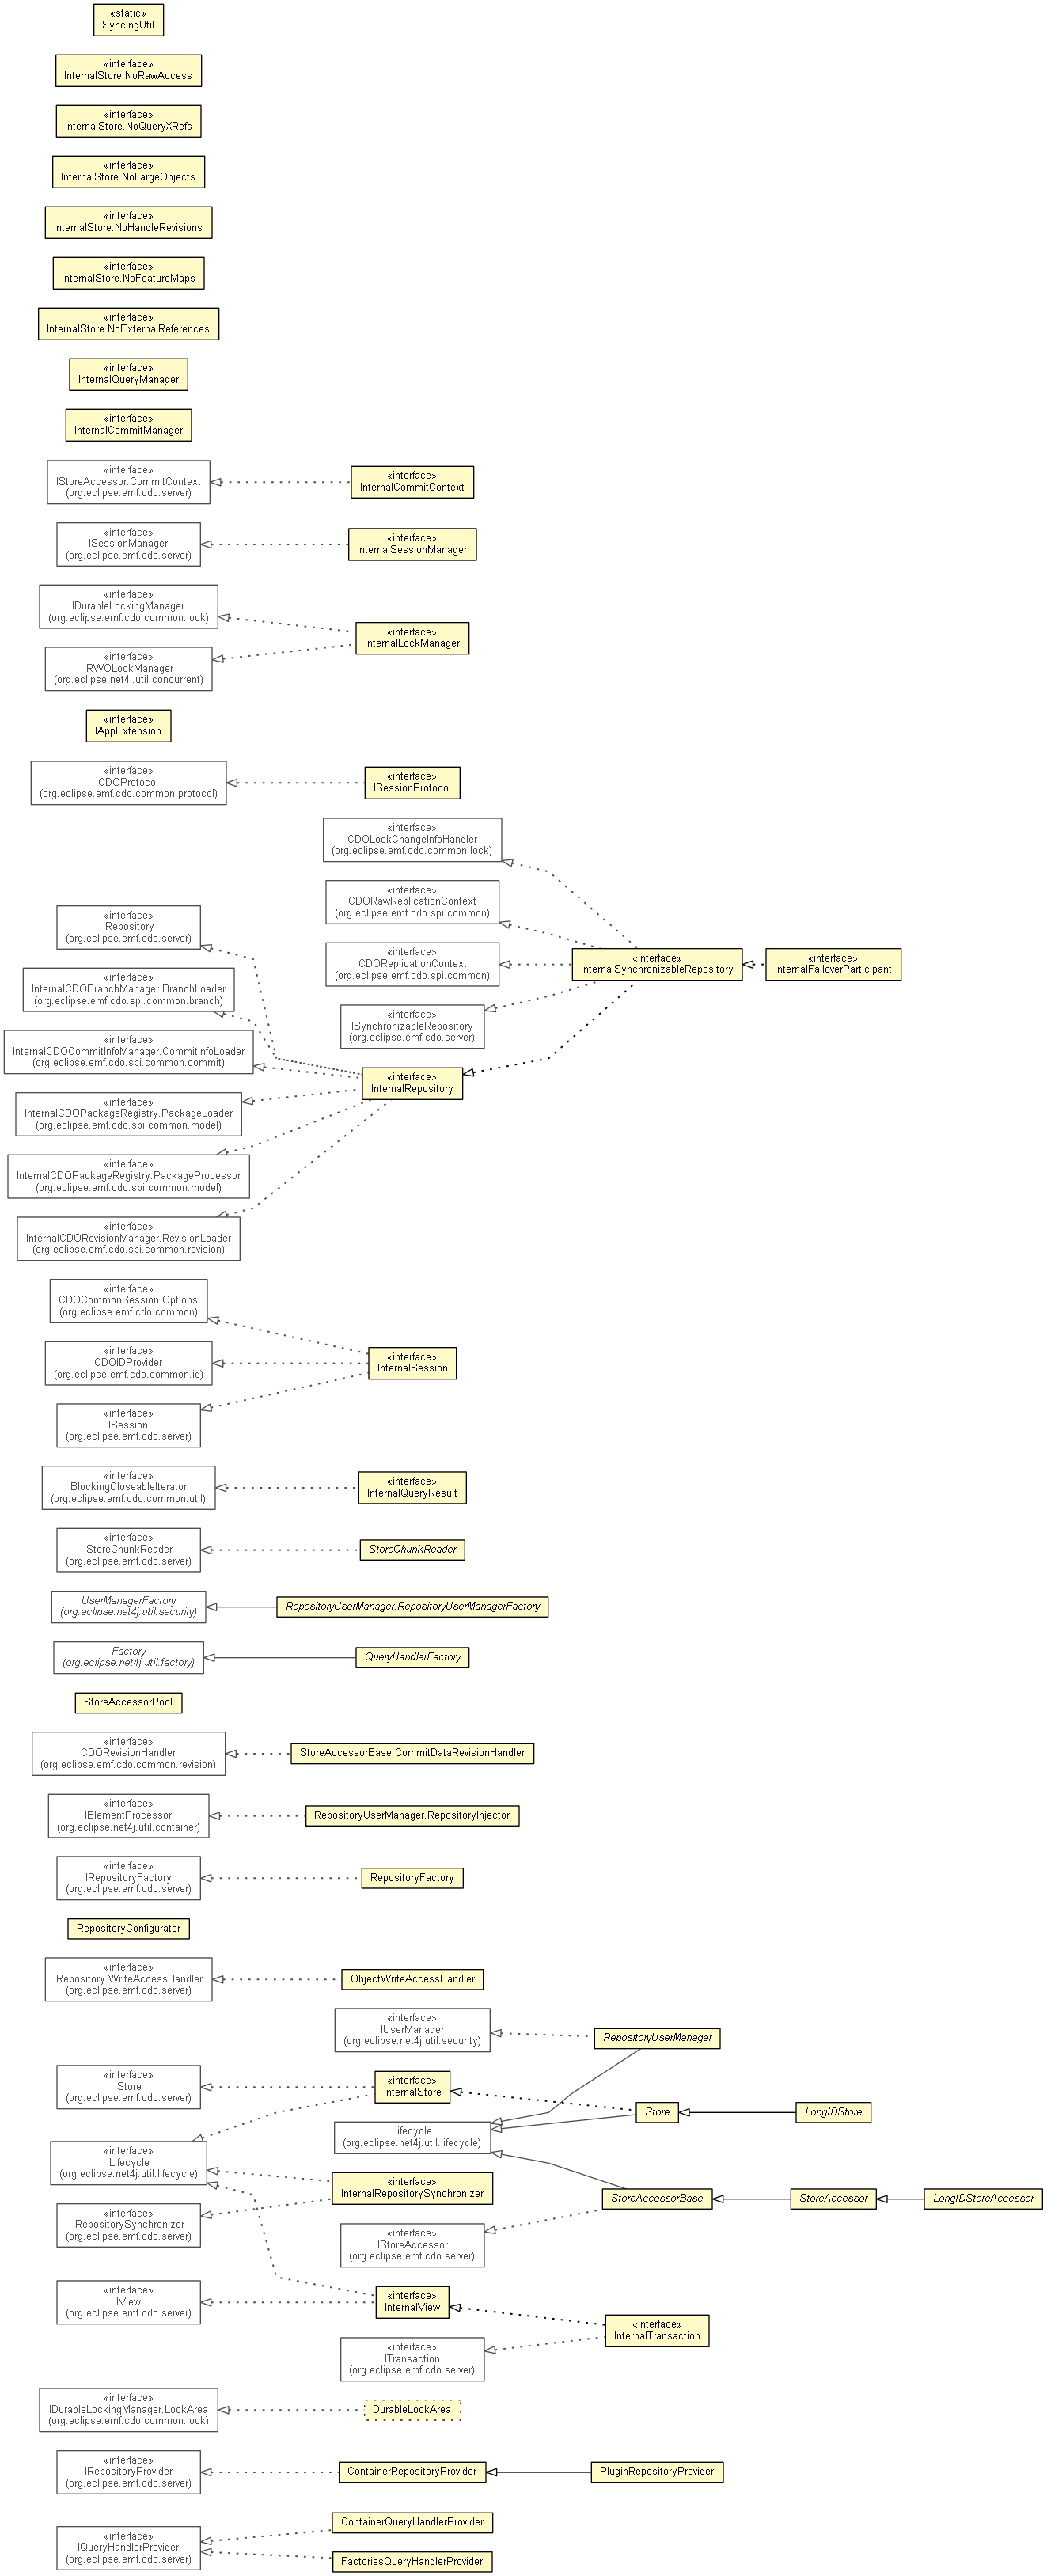 «static»
SyncingUtil
«interface»
InternalStore.NoRawAccess
«interface»
InternalStore.NoQueryXRefs
«interface»
InternalStore.NoLargeObjects
«interface»
InternalStore.NoHandleRevisions
«interface»
InternalStore.NoFeatureMaps
«interface»
InternalStore.NoExternalReferences
«interface»
InternalQueryManager
«interface»
InternalCommitManager
«interface»
IStoreAccessor.CommitContext
(org.eclipse.emf.cdo.server)
«interface»
InternalCommitContext
«interface»
ISessionManager
(org.eclipse.emf.cdo.server)
«interface»
InternalSessionManager
«interface»
IDurableLockingManager
(org.eclipse.emf.cdo.common.lock)
«interface»
InternalLockManager
«interface»
IRWOLockManager
(org.eclipse.net4j.util.concurrent)
«interface»
IAppExtension
«interface»
CDOProtocol
(org.eclipse.emf.cdo.common.protocol)
«interface»
ISessionProtocol
«interface»
CDOLockChangeInfoHandler
(org.eclipse.emf.cdo.common.lock)
«interface»
CDORawReplicationContext
(org.eclipse.emf.cdo.spi.common)
«interface»
IRepository
(org.eclipse.emf.cdo.server)
«interface»
CDOReplicationContext
(org.eclipse.emf.cdo.spi.common)
«interface»
InternalSynchronizableRepository
«interface»
InternalFailoverParticipant
«interface»
InternalCDOBranchManager.BranchLoader
(org.eclipse.emf.cdo.spi.common.branch)
«interface»
ISynchronizableRepository
(org.eclipse.emf.cdo.server)
«interface»
InternalCDOCommitInfoManager.CommitInfoLoader
(org.eclipse.emf.cdo.spi.common.commit)
«interface»
InternalRepository
«interface»
InternalCDOPackageRegistry.PackageLoader
(org.eclipse.emf.cdo.spi.common.model)
«interface»
InternalCDOPackageRegistry.PackageProcessor
(org.eclipse.emf.cdo.spi.common.model)
«interface»
InternalCDORevisionManager.RevisionLoader
(org.eclipse.emf.cdo.spi.common.revision)
«interface»
CDOCommonSession.Options
(org.eclipse.emf.cdo.common)
«interface»
CDOIDProvider
(org.eclipse.emf.cdo.common.id)
«interface»
InternalSession
«interface»
ISession
(org.eclipse.emf.cdo.server)
«interface»
BlockingCloseableIterator
(org.eclipse.emf.cdo.common.util)
«interface»
InternalQueryResult
«interface»
IStoreChunkReader
(org.eclipse.emf.cdo.server)
StoreChunkReader
UserManagerFactory
(org.eclipse.net4j.util.security)
RepositoryUserManager.RepositoryUserManagerFactory
Factory
(org.eclipse.net4j.util.factory)
QueryHandlerFactory
StoreAccessorPool
«interface»
CDORevisionHandler
(org.eclipse.emf.cdo.common.revision)
StoreAccessorBase.CommitDataRevisionHandler
«interface»
IElementProcessor
(org.eclipse.net4j.util.container)
RepositoryUserManager.RepositoryInjector
«interface»
IRepositoryFactory
(org.eclipse.emf.cdo.server)
RepositoryFactory
RepositoryConfigurator
«interface»
IRepository.WriteAccessHandler
(org.eclipse.emf.cdo.server)
ObjectWriteAccessHandler
«interface»
IUserManager
(org.eclipse.net4j.util.security)
RepositoryUserManager
«interface»
IStore
(org.eclipse.emf.cdo.server)
«interface»
InternalStore
Store
LongIDStore
Lifecycle
(org.eclipse.net4j.util.lifecycle)
«interface»
ILifecycle
(org.eclipse.net4j.util.lifecycle)
«interface»
InternalRepositorySynchronizer
StoreAccessorBase
StoreAccessor
LongIDStoreAccessor
«interface»
IRepositorySynchronizer
(org.eclipse.emf.cdo.server)
«interface»
IStoreAccessor
(org.eclipse.emf.cdo.server)
«interface»
IView
(org.eclipse.emf.cdo.server)
«interface»
InternalView
«interface»
InternalTransaction
«interface»
ITransaction
(org.eclipse.emf.cdo.server)
«interface»
IDurableLockingManager.LockArea
(org.eclipse.emf.cdo.common.lock)
DurableLockArea
«interface»
IRepositoryProvider
(org.eclipse.emf.cdo.server)
ContainerRepositoryProvider
PluginRepositoryProvider
«interface»
IQueryHandlerProvider
(org.eclipse.emf.cdo.server)
ContainerQueryHandlerProvider
FactoriesQueryHandlerProvider